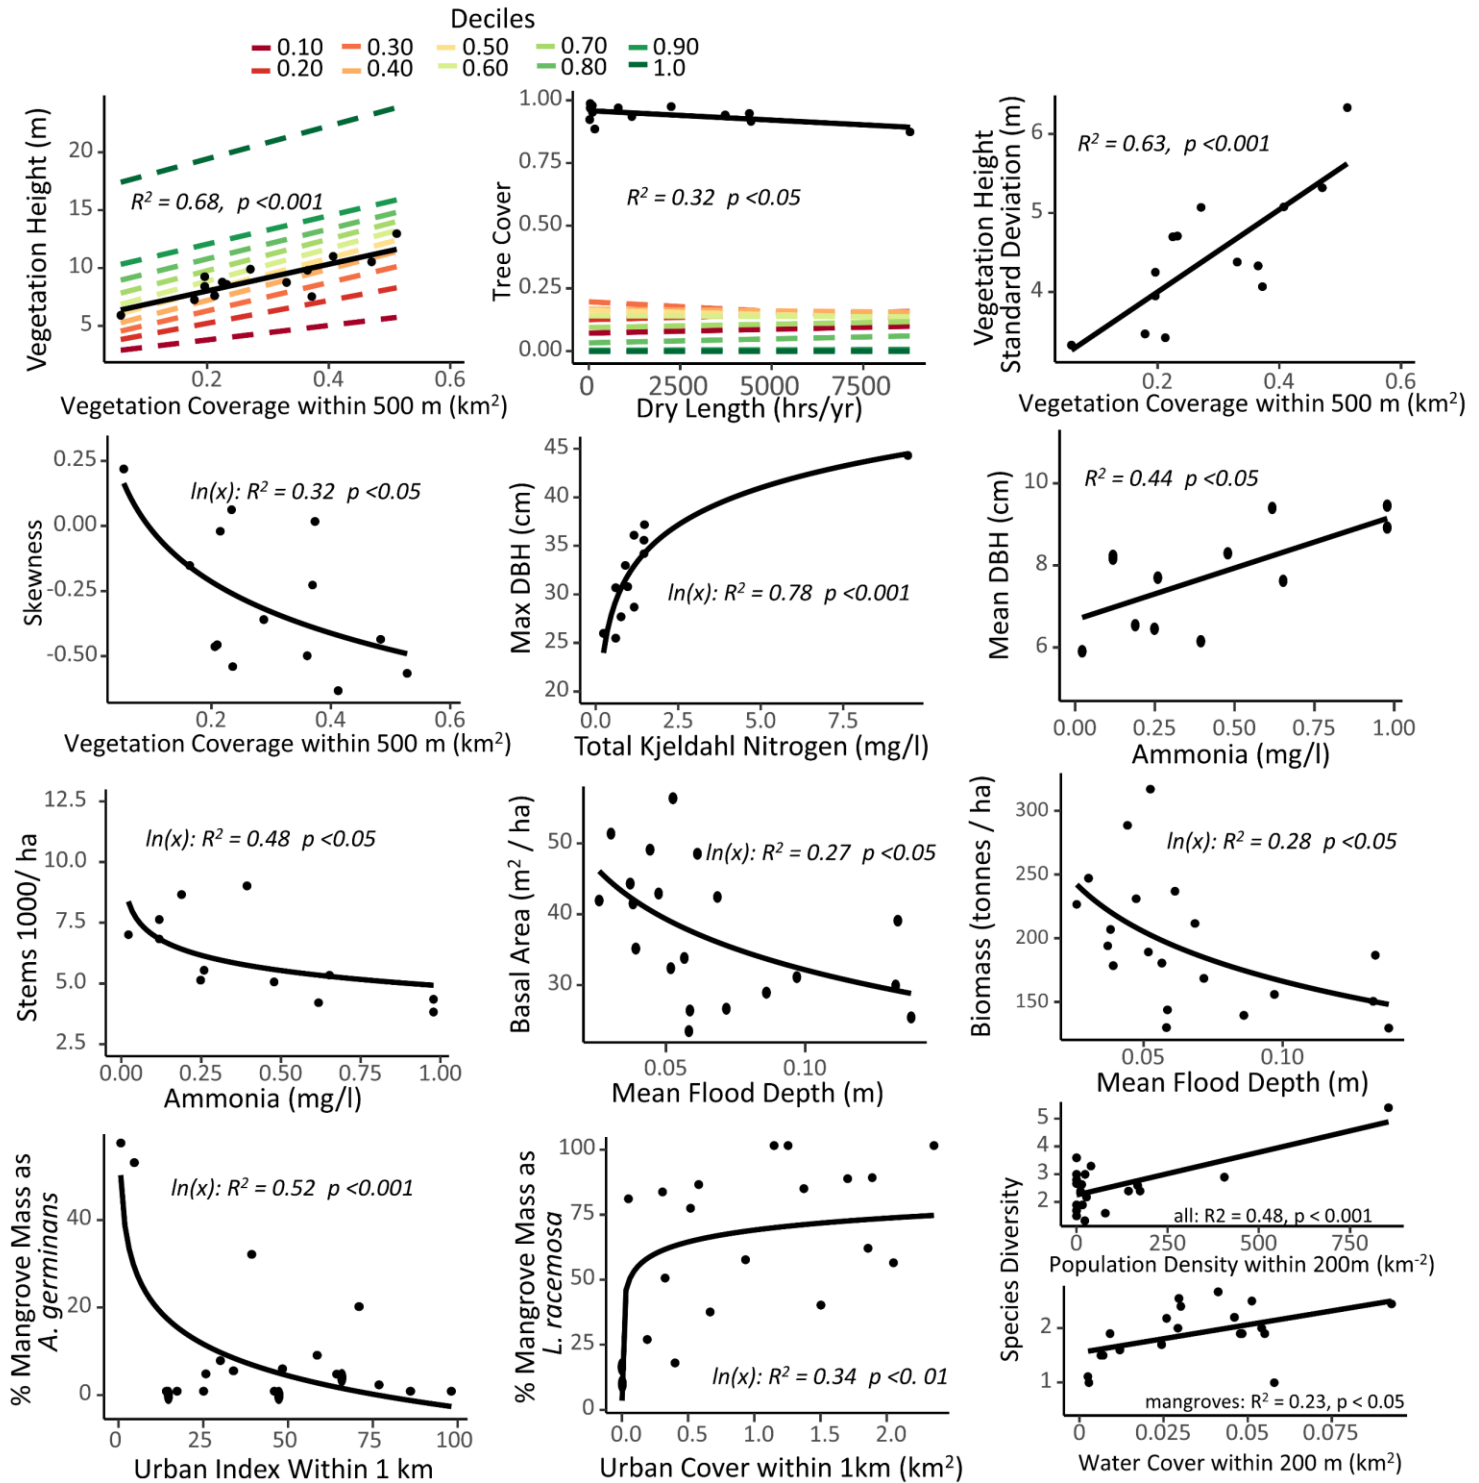 Deciles
0.10 0.30 0.50 0.70 0.90
0.20 0.40 0.60 0.80 1.0
Vegetation Height (m)
20
15
10
5
R² = 0.68, p <0.001
0.2 0.4 0.6
Vegetation Coverage within 500 m (km²)
Tree Cover
1.00
0.75
0.50
0.25
0.00
R² = 0.32 p <0.05
0 2500 5000 7500
Dry Length (hrs/yr)
Vegetation Height
Standard Deviation (m)
6
5
4
R² = 0.63, p <0.001
0.2 0.4 0.6
Vegetation Coverage within 500 m (km²)
Skewness
0.25
0.00
-0.25
-0.50
ln(x): R² = 0.32 p <0.05
0.2 0.4 0.6
Vegetation Coverage within 500 m (km²)
Max DBH (cm)
45
40
35
30
25
20
ln(x): R² = 0.78 p <0.001
0.0 2.5 5.0 7.5
Total Kjeldahl Nitrogen (mg/l)
Mean DBH (cm)
10
8
6
R² = 0.44 p <0.05
0.00 0.25 0.50 0.75 1.00
Ammonia (mg/l)
Stems 1000/ ha
12.5
10.0
7.5
5.0
2.5
ln(x): R² = 0.48 p <0.05
0.00 0.25 0.50 0.75 1.00
Ammonia (mg/l)
Basal Area (m² / ha)
50
40
30
ln(x): R² = 0.27 p <0.05
0.05 0.10
Mean Flood Depth (m)
Biomass (tonnes / ha)
300
250
200
150
ln(x): R² = 0.28 p <0.05
0.05 0.10
Mean Flood Depth (m)
% Mangrove Mass as
A. germinans
40
20
0
ln(x): R² = 0.52 p <0.001
0 25 50 75 100
Urban Index Within 1 km
% Mangrove Mass as
L. racemosa
100
75
50
25
0
ln(x): R² = 0.34 p <0. 01
0.0 0.5 1.0 1.5 2.0
Urban Cover within 1km (km²)
Species Diversity
5
4
3
2
all: R2 = 0.48, p < 0.001
0 250 500 750
Population Density within 200m (km⁻²)
2
1
mangroves: R² = 0.23, p < 0.05
0.00 0.02 0.04 0.06 0.08
Water Cover within 200 m (km²)